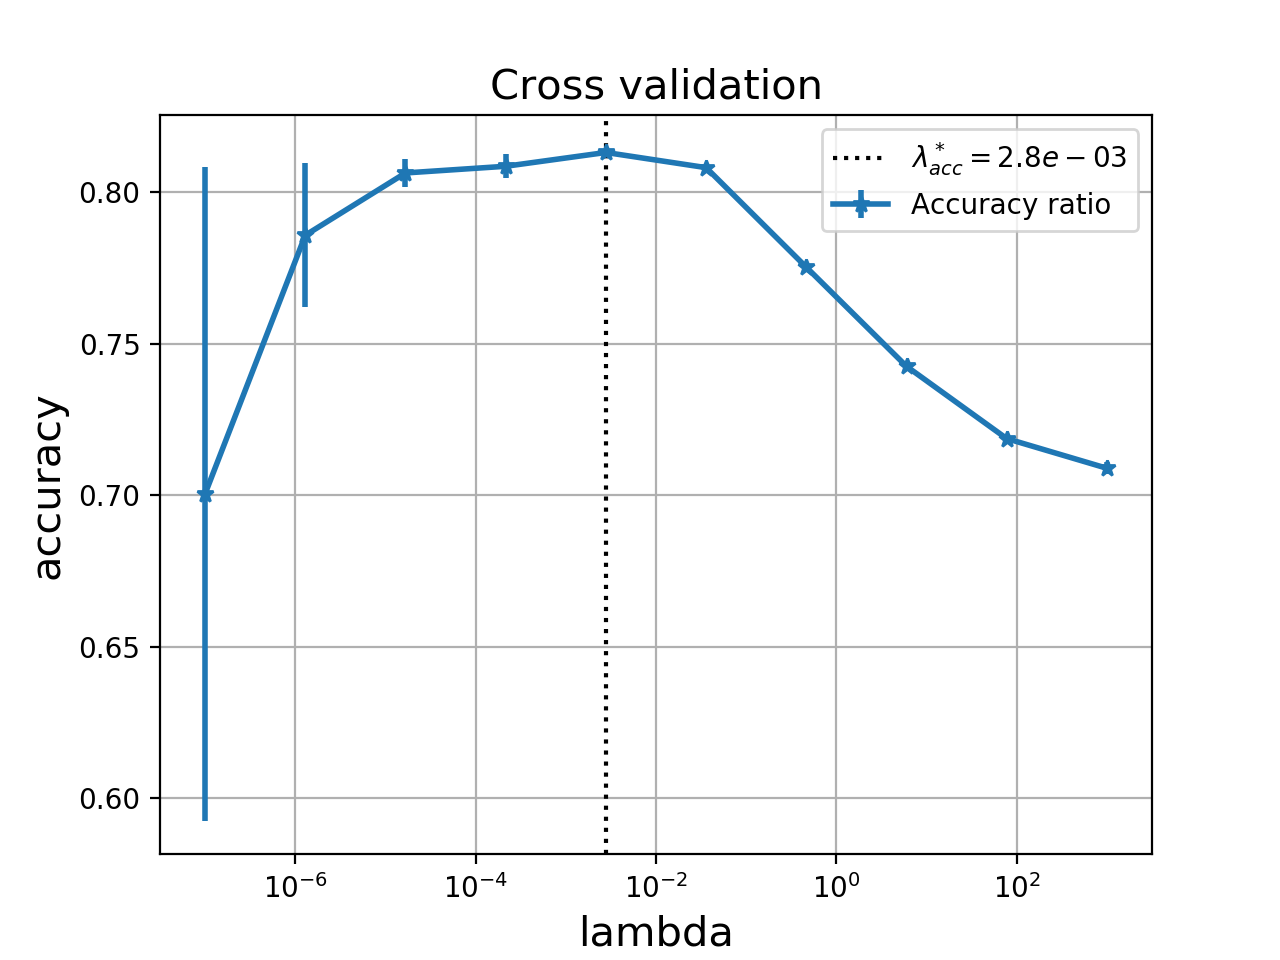 Cross validation
λ*acc = 2.8e − 03
Accuracy ratio
accuracy
0.80
0.75
0.70
0.65
0.60
10−6 10−4 10−2 100 102
lambda